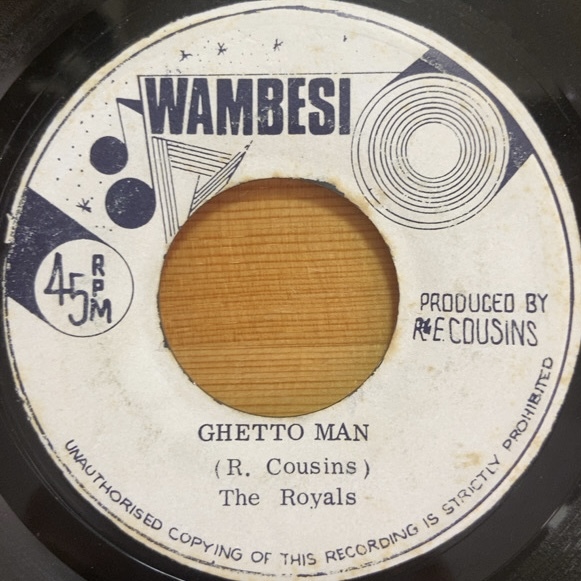 WAMBESI
45 RPM
PRODUCED BY
R&E.COUSINS
GHETTO MAN
(R. Cousins)
The Royals
UNAUTHORISED COPYING OF THIS RECORDING IS STRICTLY PROHIBITED